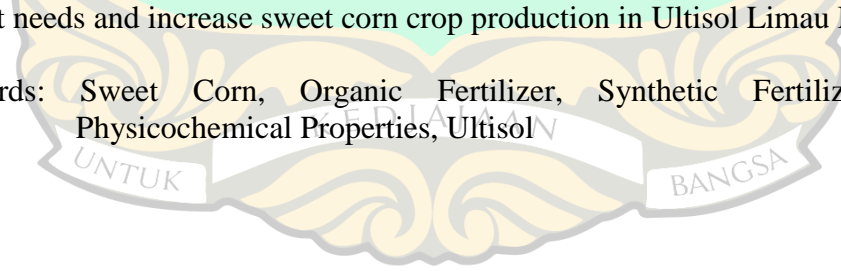 t needs and increase sweet corn crop production in Ultisol Limau
rds: Sweet Corn, Organic Fertilizer, Synthetic Fertiliz
Physicochemical Properties, Ultisol
KEDJAJAAN
UNTUK BANGSA